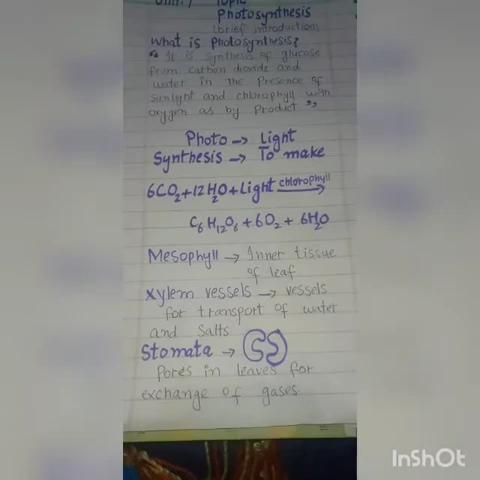 Unit: 7 Topic
Photosynthesis
(brief introduction)
What is Photosynthesis?
"It is synthesis of glucose
from carbon dioxide and
water in the Presence of
sunlight and chlorophyll with
oxygen as by Product"
Photo → Light
Synthesis → To make
6CO₂+12H₂O+Light chlorophyll →
C₆H₁₂O₆+6O₂+6H₂O
Mesophyll → Inner tissue
of leaf
xylem vessels → vessels
for transport of water
and salts
Stomata →
Pores in leaves for
exchange of gases
InShOt